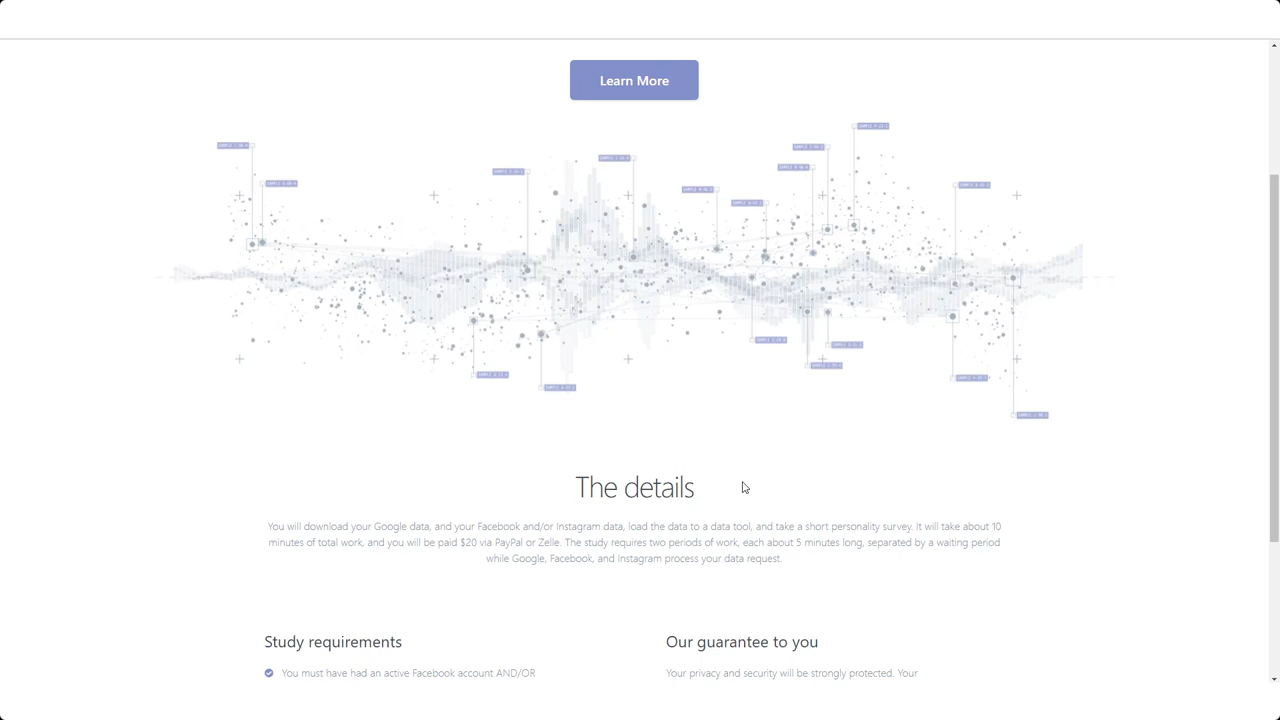 Learn More
The details
You will download your Google data, and your Facebook and/or Instagram data, load the data to a data tool, and take a short personality survey. It will take about 10
minutes of total work, and you will be paid $20 via PayPal or Zelle. The study requires two periods of work, each about 5 minutes long, separated by a waiting period
while Google, Facebook, and Instagram process your data request.
Study requirements
Our guarantee to you
You must have had an active Facebook account AND/OR
Your privacy and security will be strongly protected. Your